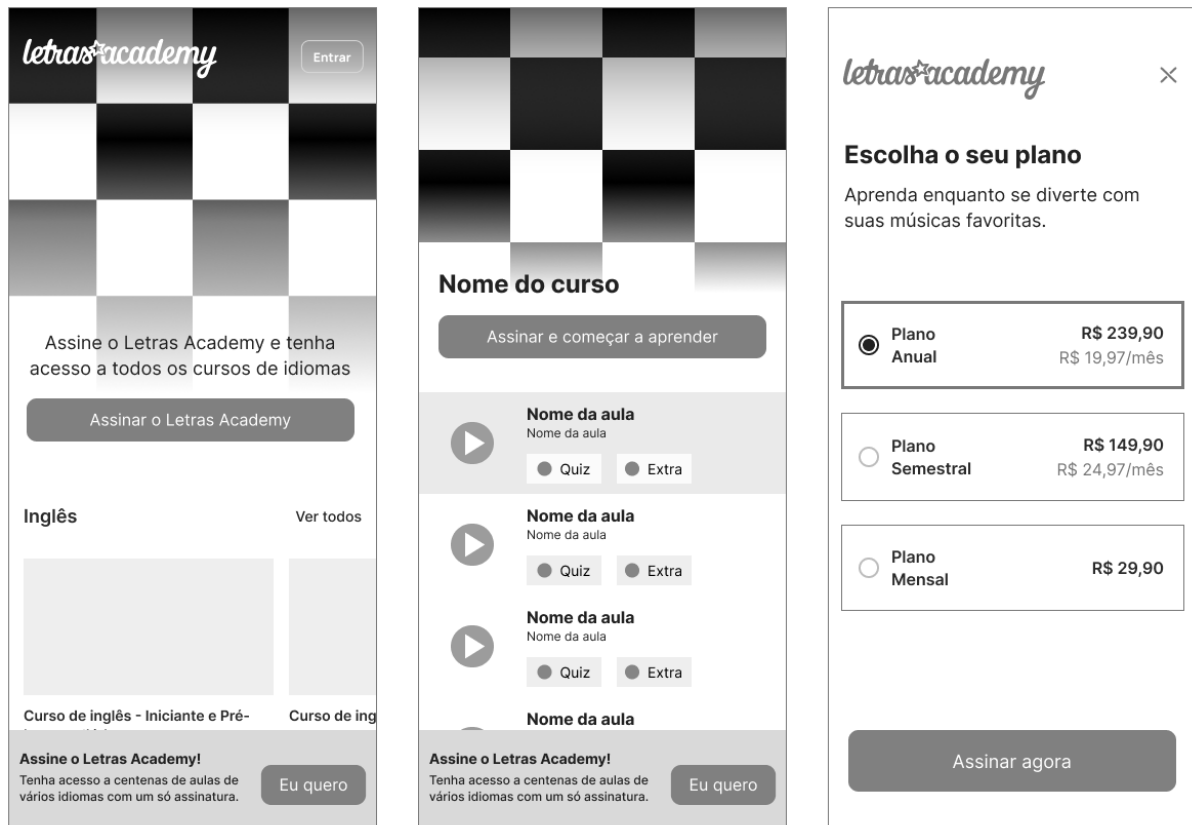 letras academy
Entrar
Assine o Letras Academy e tenha
acesso a todos os cursos de idiomas
Assinar o Letras Academy
Inglês
Ver todos
Curso de inglês - Iniciante e Pré-
Curso de ing
Assine o Letras Academy!
Tenha acesso a centenas de aulas de
vários idiomas com um só assinatura.
Eu quero
Nome do curso
Assinar e começar a aprender
Nome da aula
Nome da aula
Quiz
Extra
Nome da aula
Nome da aula
Quiz
Extra
Nome da aula
Nome da aula
Quiz
Extra
Nome da aula
Assine o Letras Academy!
Tenha acesso a centenas de aulas de
vários idiomas com um só assinatura.
Eu quero
letras academy
Escolha o seu plano
Aprenda enquanto se diverte com
suas músicas favoritas.
Plano
Anual
R$ 239,90
R$ 19,97/mês
Plano
Semestral
R$ 149,90
R$ 24,97/mês
Plano
Mensal
R$ 29,90
Assinar agora